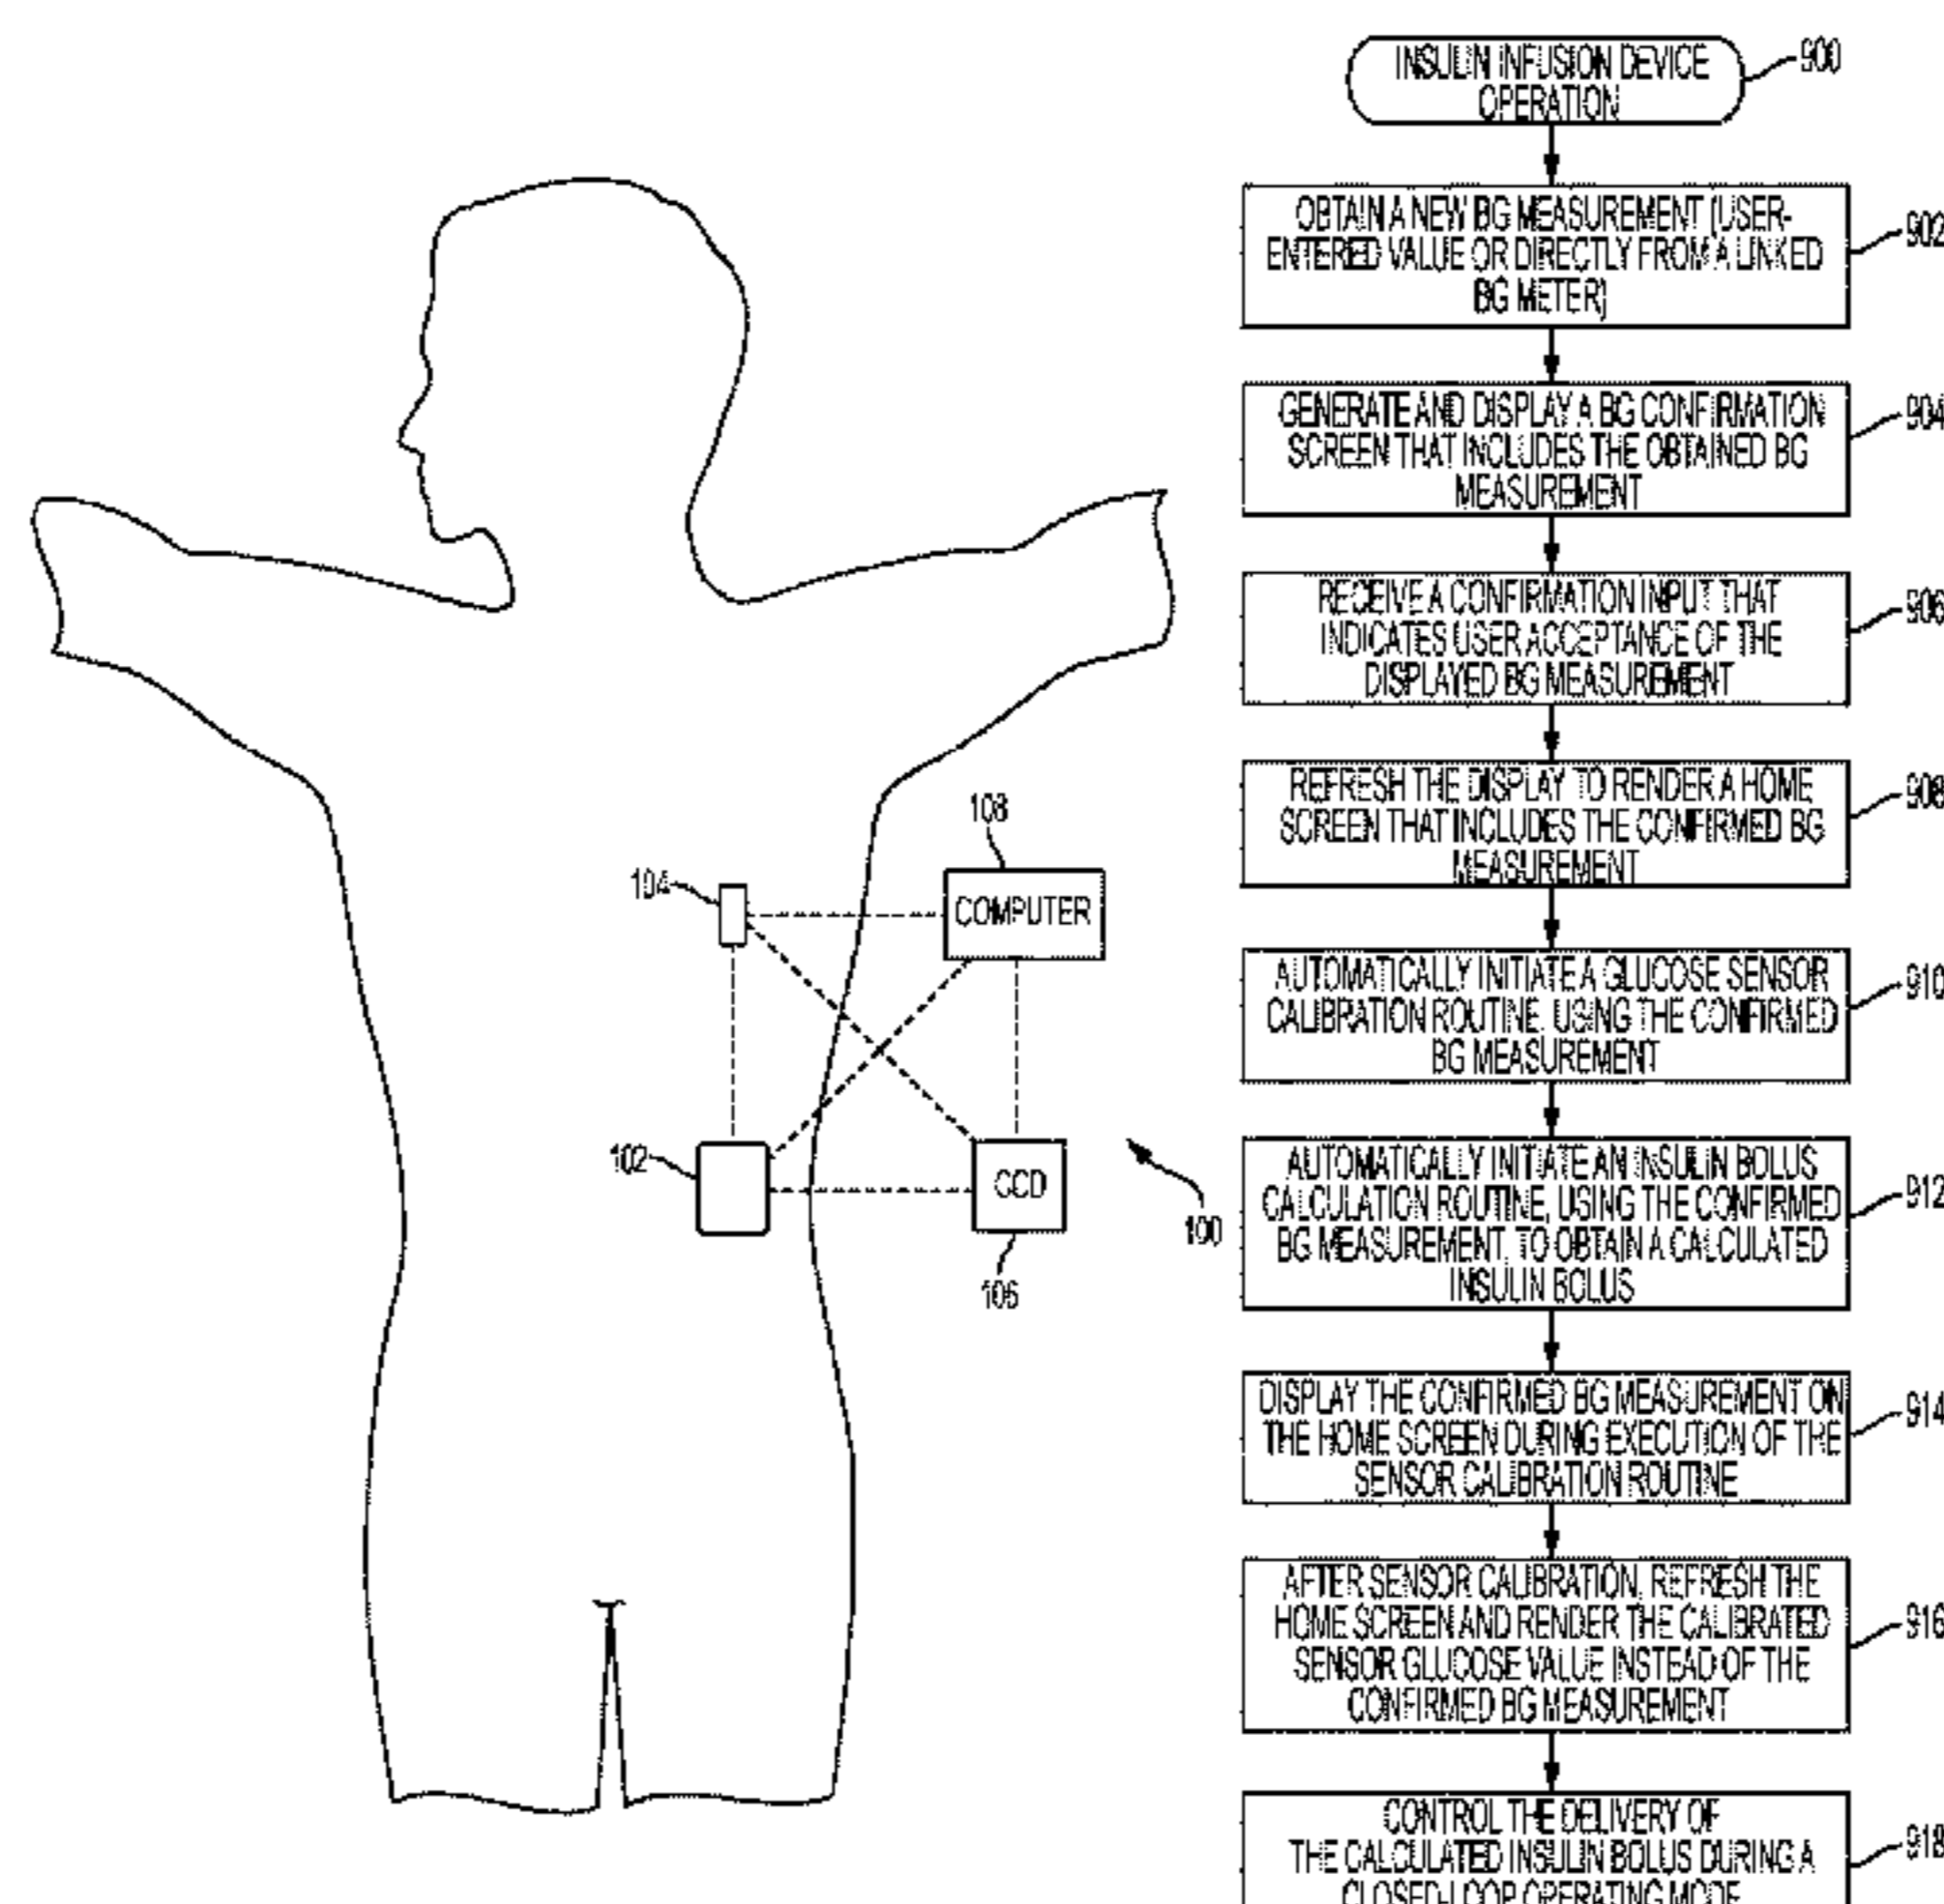 INSULIN INFUSION DEVICE
OPERATION
900
OBTAIN A NEW BG MEASUREMENT (USER-
ENTERED VALUE OR DIRECTLY FROM A LINKED
BG METER)
902
GENERATE AND DISPLAY A BG CONFIRMATION
SCREEN THAT INCLUDES THE OBTAINED BG
MEASUREMENT
904
RECEIVE A CONFIRMATION INPUT THAT
INDICATES USER ACCEPTANCE OF THE
DISPLAYED BG MEASUREMENT
906
REFRESH THE DISPLAY TO RENDER A HOME
SCREEN THAT INCLUDES THE CONFIRMED BG
MEASUREMENT
908
AUTOMATICALLY INITIATE A GLUCOSE SENSOR
CALIBRATION ROUTINE, USING THE CONFIRMED
BG MEASUREMENT
910
AUTOMATICALLY INITIATE AN INSULIN BOLUS
CALCULATION ROUTINE, USING THE CONFIRMED
BG MEASUREMENT, TO OBTAIN A CALCULATED
INSULIN BOLUS
912
DISPLAY THE CONFIRMED BG MEASUREMENT ON
THE HOME SCREEN DURING EXECUTION OF THE
SENSOR CALIBRATION ROUTINE
914
AFTER SENSOR CALIBRATION, REFRESH THE
HOME SCREEN AND RENDER THE CALIBRATED
SENSOR GLUCOSE VALUE INSTEAD OF THE
CONFIRMED BG MEASUREMENT
916
CONTROL THE DELIVERY OF
THE CALCULATED INSULIN BOLUS DURING A
CLOSED-LOOP OPERATING MODE
918
108
104
COMPUTER
102
CCD
100
106